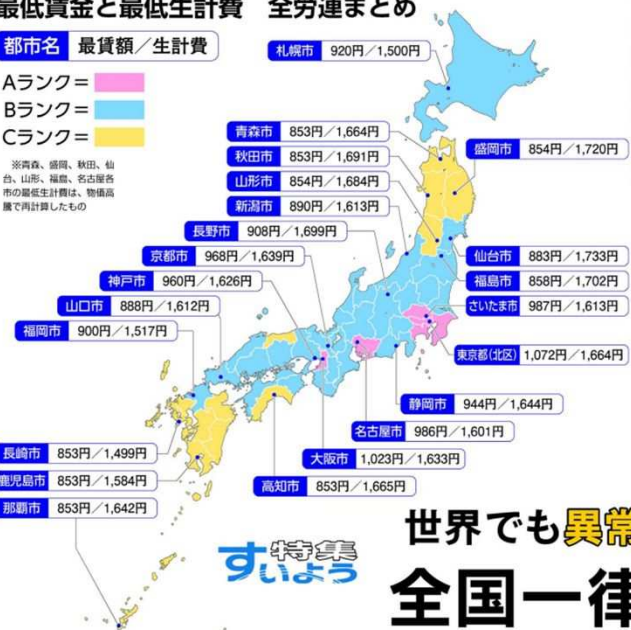 最低賃金と最低生計費 全労連まとめ
都市名 最賃額／生計費
Aランク＝
Bランク＝
Cランク＝
※青森、盛岡、秋田、仙
台、山形、福島、名古屋各
市の最低生計費は、物価高
騰で再計算したもの
札幌市 920円／1,500円
青森市 853円／1,664円
盛岡市 854円／1,720円
秋田市 853円／1,691円
山形市 854円／1,684円
新潟市 890円／1,613円
長野市 908円／1,699円
京都市 968円／1,639円
仙台市 883円／1,733円
神戸市 960円／1,626円
福島市 858円／1,702円
山口市 888円／1,612円
さいたま市 987円／1,613円
福岡市 900円／1,517円
東京都(北区) 1,072円／1,664円
静岡市 944円／1,644円
名古屋市 986円／1,601円
長崎市 853円／1,499円
大阪市 1,023円／1,633円
鹿児島市 853円／1,584円
高知市 853円／1,665円
那覇市 853円／1,642円
世界でも異常
特集
すいよう
全国一律